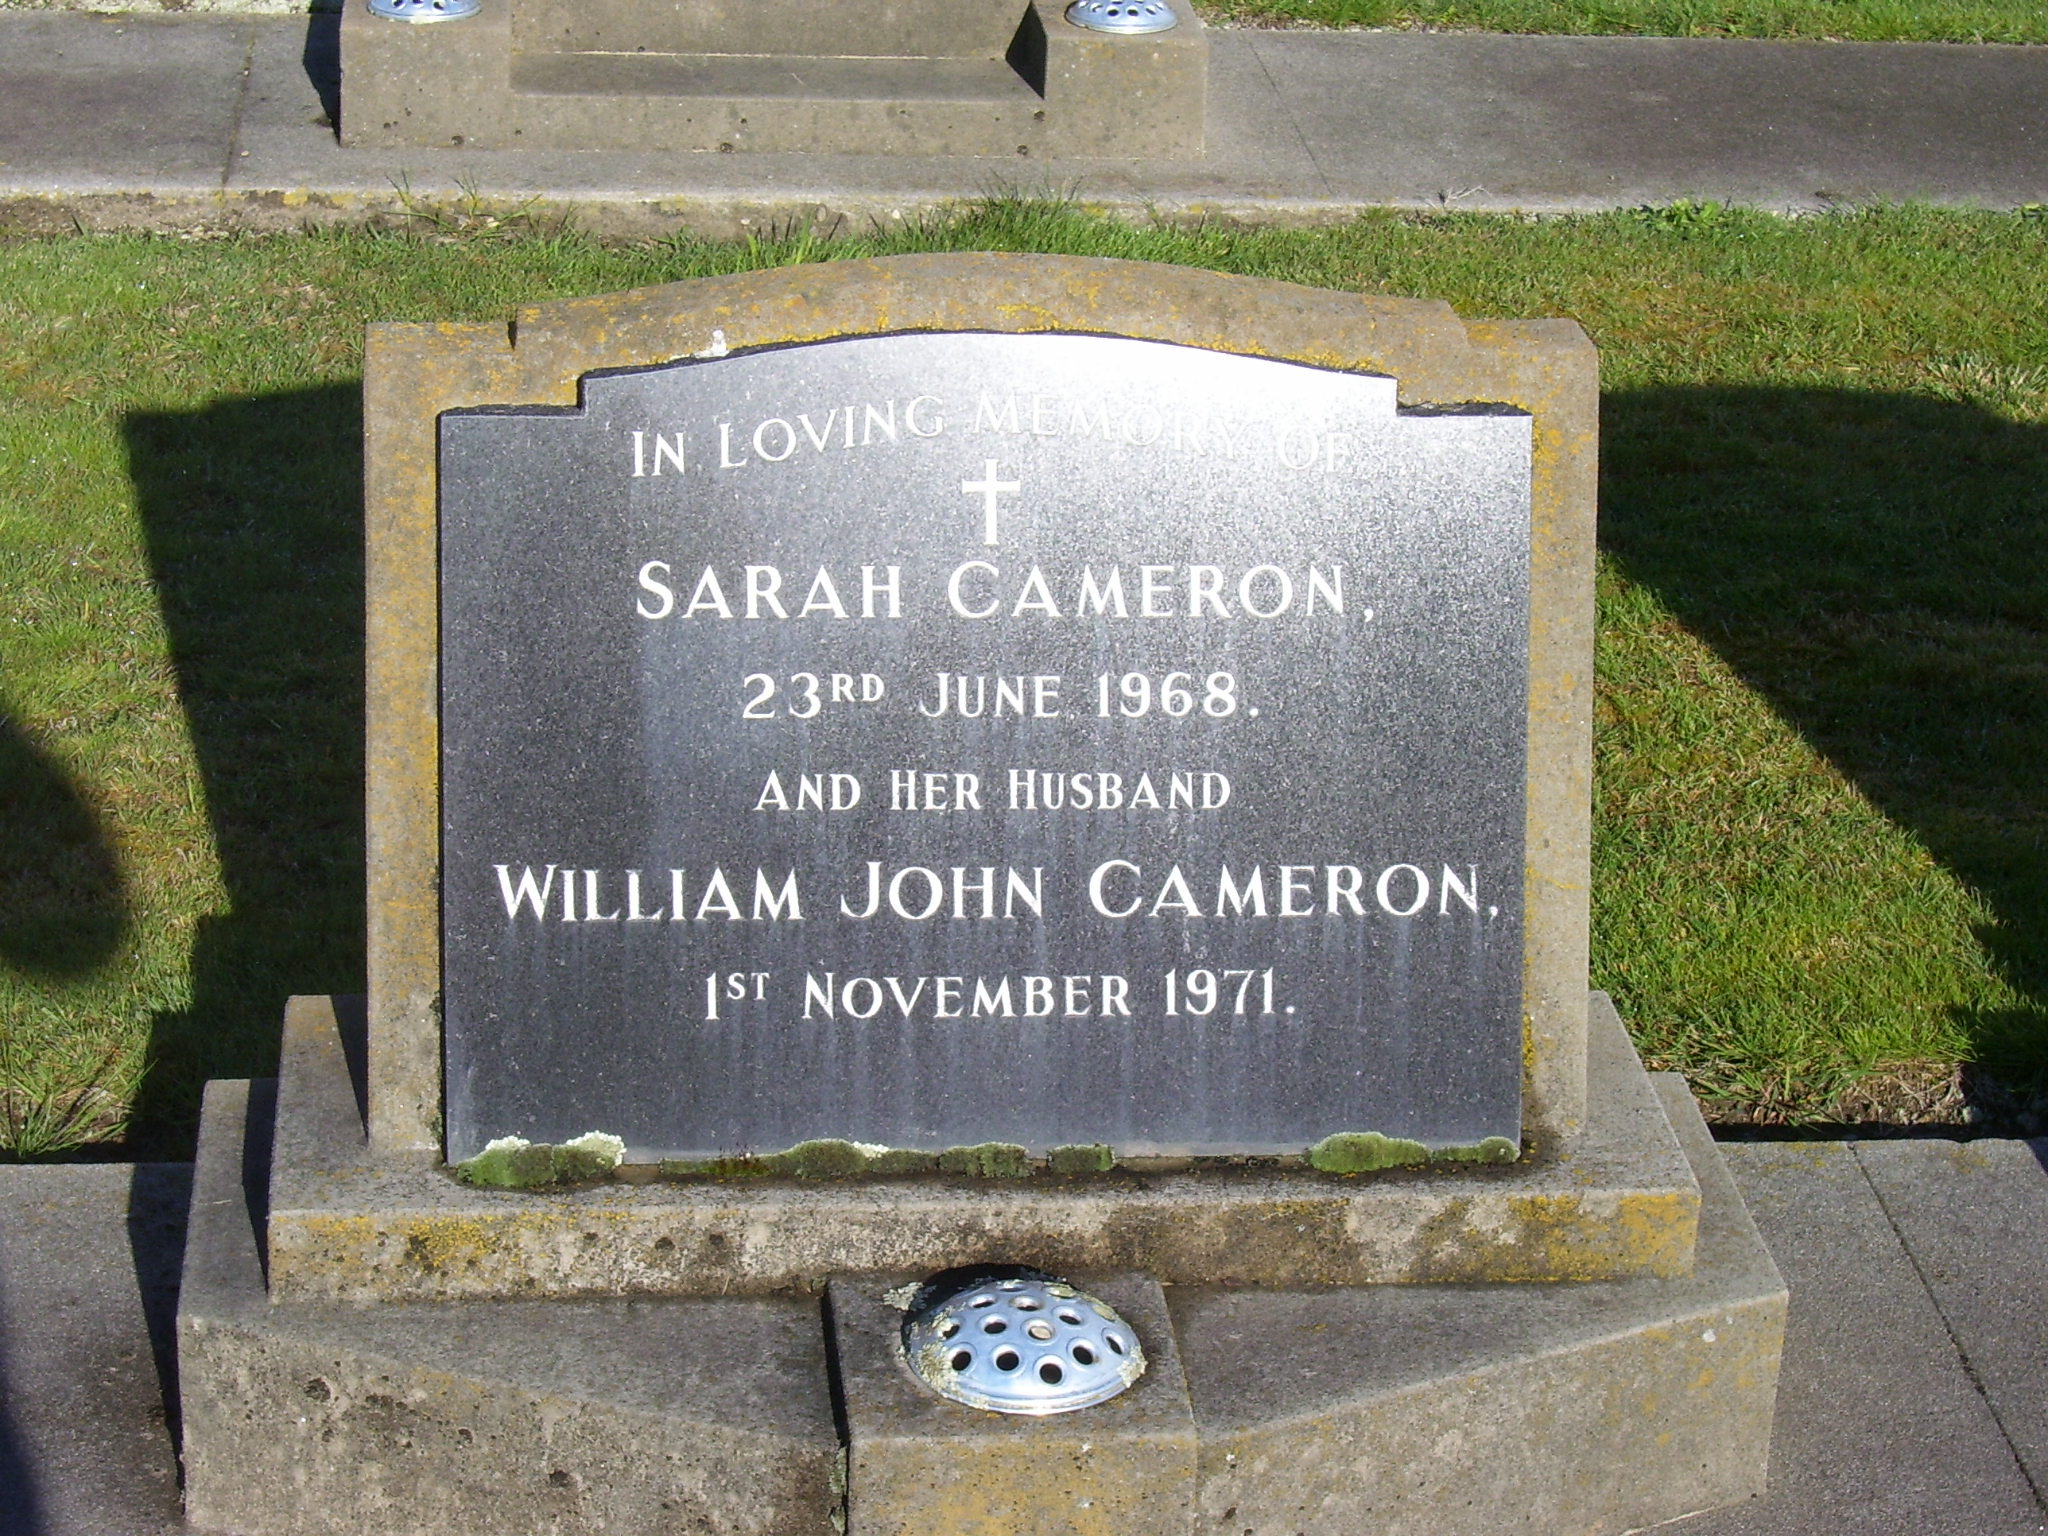 IN LOVING MEMORY OF
SARAH CAMERON,
23RD JUNE, 1968.
AND HER HUSBAND
WILLIAM JOHN CAMERON,
1ST NOVEMBER 1971.